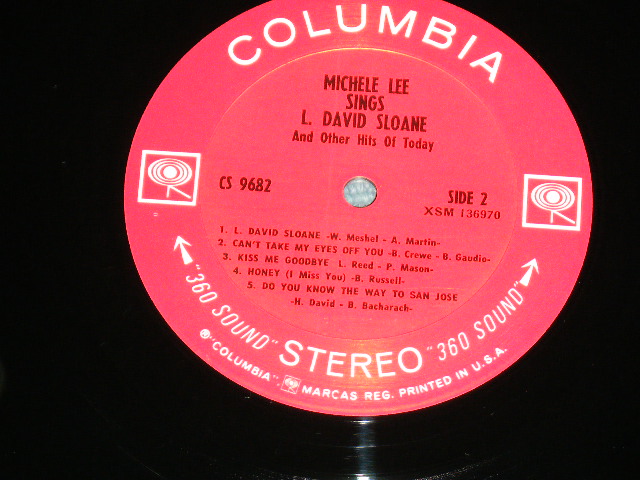 COLUMBIA
MICHELE LEE
SINGS
L. DAVID SLOANE
And Other Hits Of Today
CS 9682
SIDE 2
XSM 136970
1. L. DAVID SLOANE -W. Meshel - A. Martin-
2. CAN'T TAKE MY EYES OFF YOU -B. Crewe - B. Gaudio-
3. KISS ME GOODBYE L. Reed - P. Mason-
4. HONEY (I Miss You) -B. Russell-
5. DO YOU KNOW THE WAY TO SAN JOSE
-H. David - B. Bacharach-
"360 SOUND" STEREO "360 SOUND"
® "COLUMBIA", MARCAS REG. PRINTED IN U.S.A.